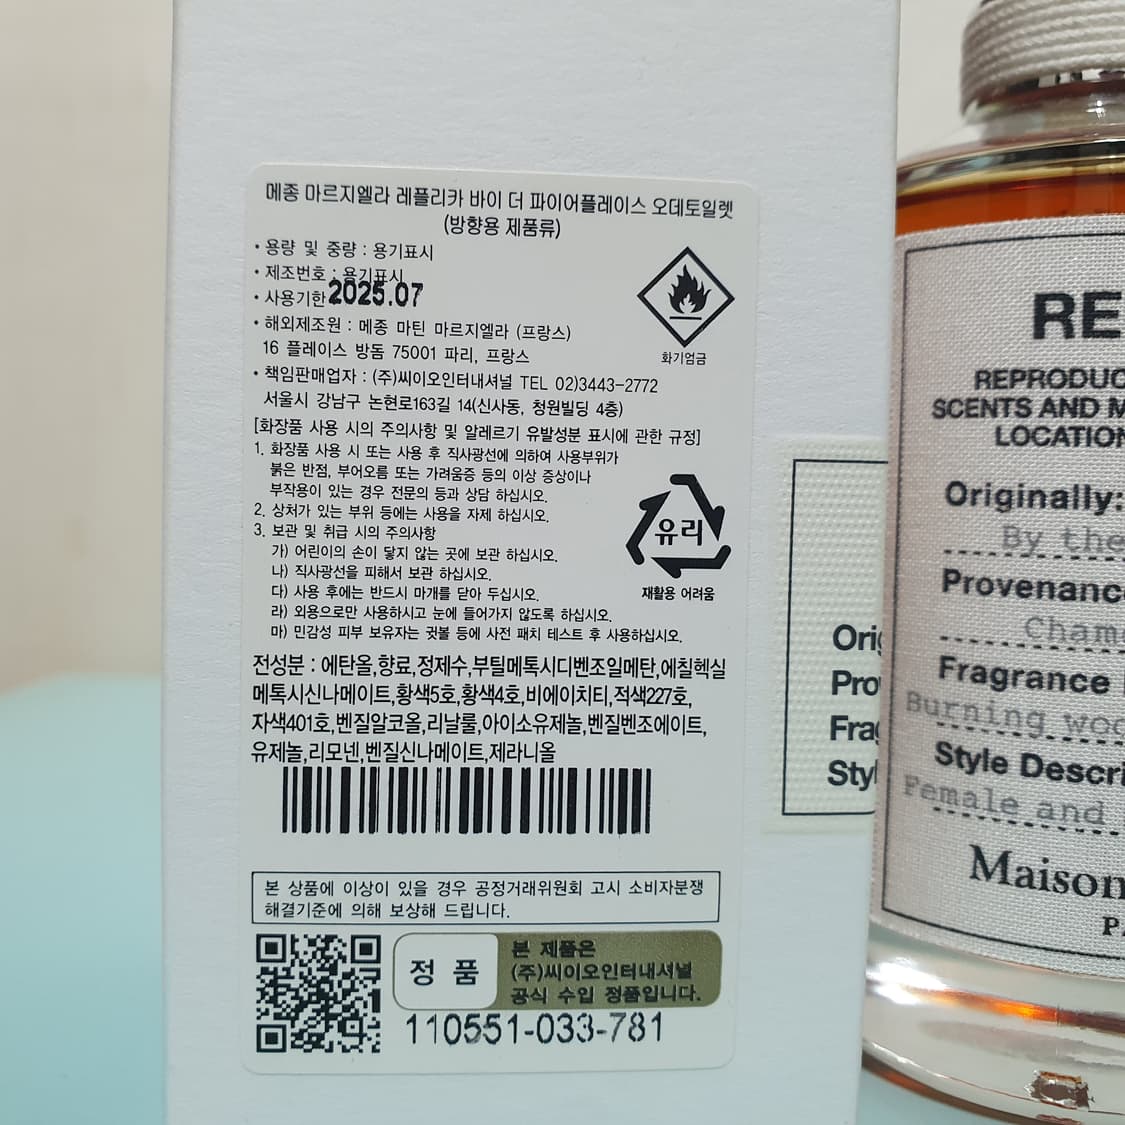 메종 마르지엘라 레플리카 바이 더 파이어플레이스 오데토일렛
(방향용 제품류)
• 용량 및 중량 : 용기표시
• 제조번호 : 용기표시
• 사용기한 2025.07
• 해외제조원 : 메종 마틴 마르지엘라 (프랑스)
16 플레이스 방돔 75001 파리, 프랑스
• 책임판매업자 : (주)씨이오인터내셔널 TEL 02)3443-2772
서울시 강남구 논현로163길 14(신사동, 청원빌딩 4층)
화기엄금
[화장품 사용 시의 주의사항 및 알레르기 유발성분 표시에 관한 규정]
1. 화장품 사용 시 또는 사용 후 직사광선에 의하여 사용부위가
붉은 반점, 부어오름 또는 가려움증 등의 이상 증상이나
부작용이 있는 경우 전문의 등과 상담 하십시오.
2. 상처가 있는 부위 등에는 사용을 자제 하십시오.
3. 보관 및 취급 시의 주의사항
가) 어린이의 손이 닿지 않는 곳에 보관 하십시오.
나) 직사광선을 피해서 보관 하십시오.
다) 사용 후에는 반드시 마개를 닫아 두십시오.
라) 외용으로만 사용하시고 눈에 들어가지 않도록 하십시오.
마) 민감성 피부 보유자는 귓볼 등에 사전 패치 테스트 후 사용하십시오.
유리
재활용 어려움
전성분 : 에탄올,향료,정제수,부틸메톡시디벤조일메탄,에칠헥실
메톡시신나메이트,황색5호,황색4호,비에이치티,적색227호,
자색401호,벤질알코올,리날룰,아이소유제놀,벤질벤조에이트,
유제놀,리모넨,벤질신나메이트,제라니올
본 상품에 이상이 있을 경우 공정거래위원회 고시 소비자분쟁
해결기준에 의해 보상해 드립니다.
정 품
본 제품은
(주)씨이오인터내셔널
공식 수입 정품입니다.
110551-033-781
Orig
Pro
Frag
Styl
RE
REPRODUC
SCENTS AND M
LOCATION
Originally:
By the
Provenance
Cham
Fragrance
Burning woo
Style Descri
Female and
Maison
PA